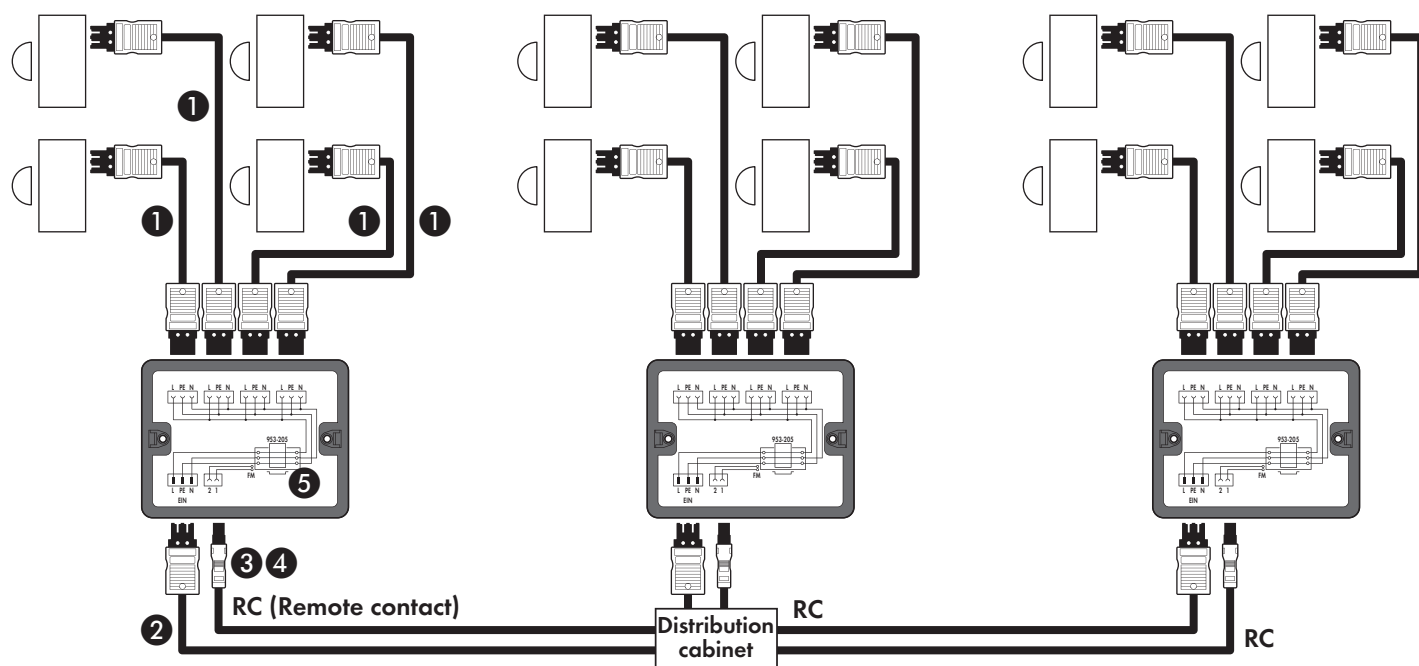 1
1
1
1
L PE N L PE N L PE N L PE N
953-205
FM
5
L PE N 2 1
EIN
L PE N L PE N L PE N L PE N
953-205
FM
L PE N 2 1
EIN
L PE N L PE N L PE N L PE N
953-205
FM
L PE N 2 1
EIN
3 4
RC (Remote contact)
2
Distribution
cabinet
RC
RC